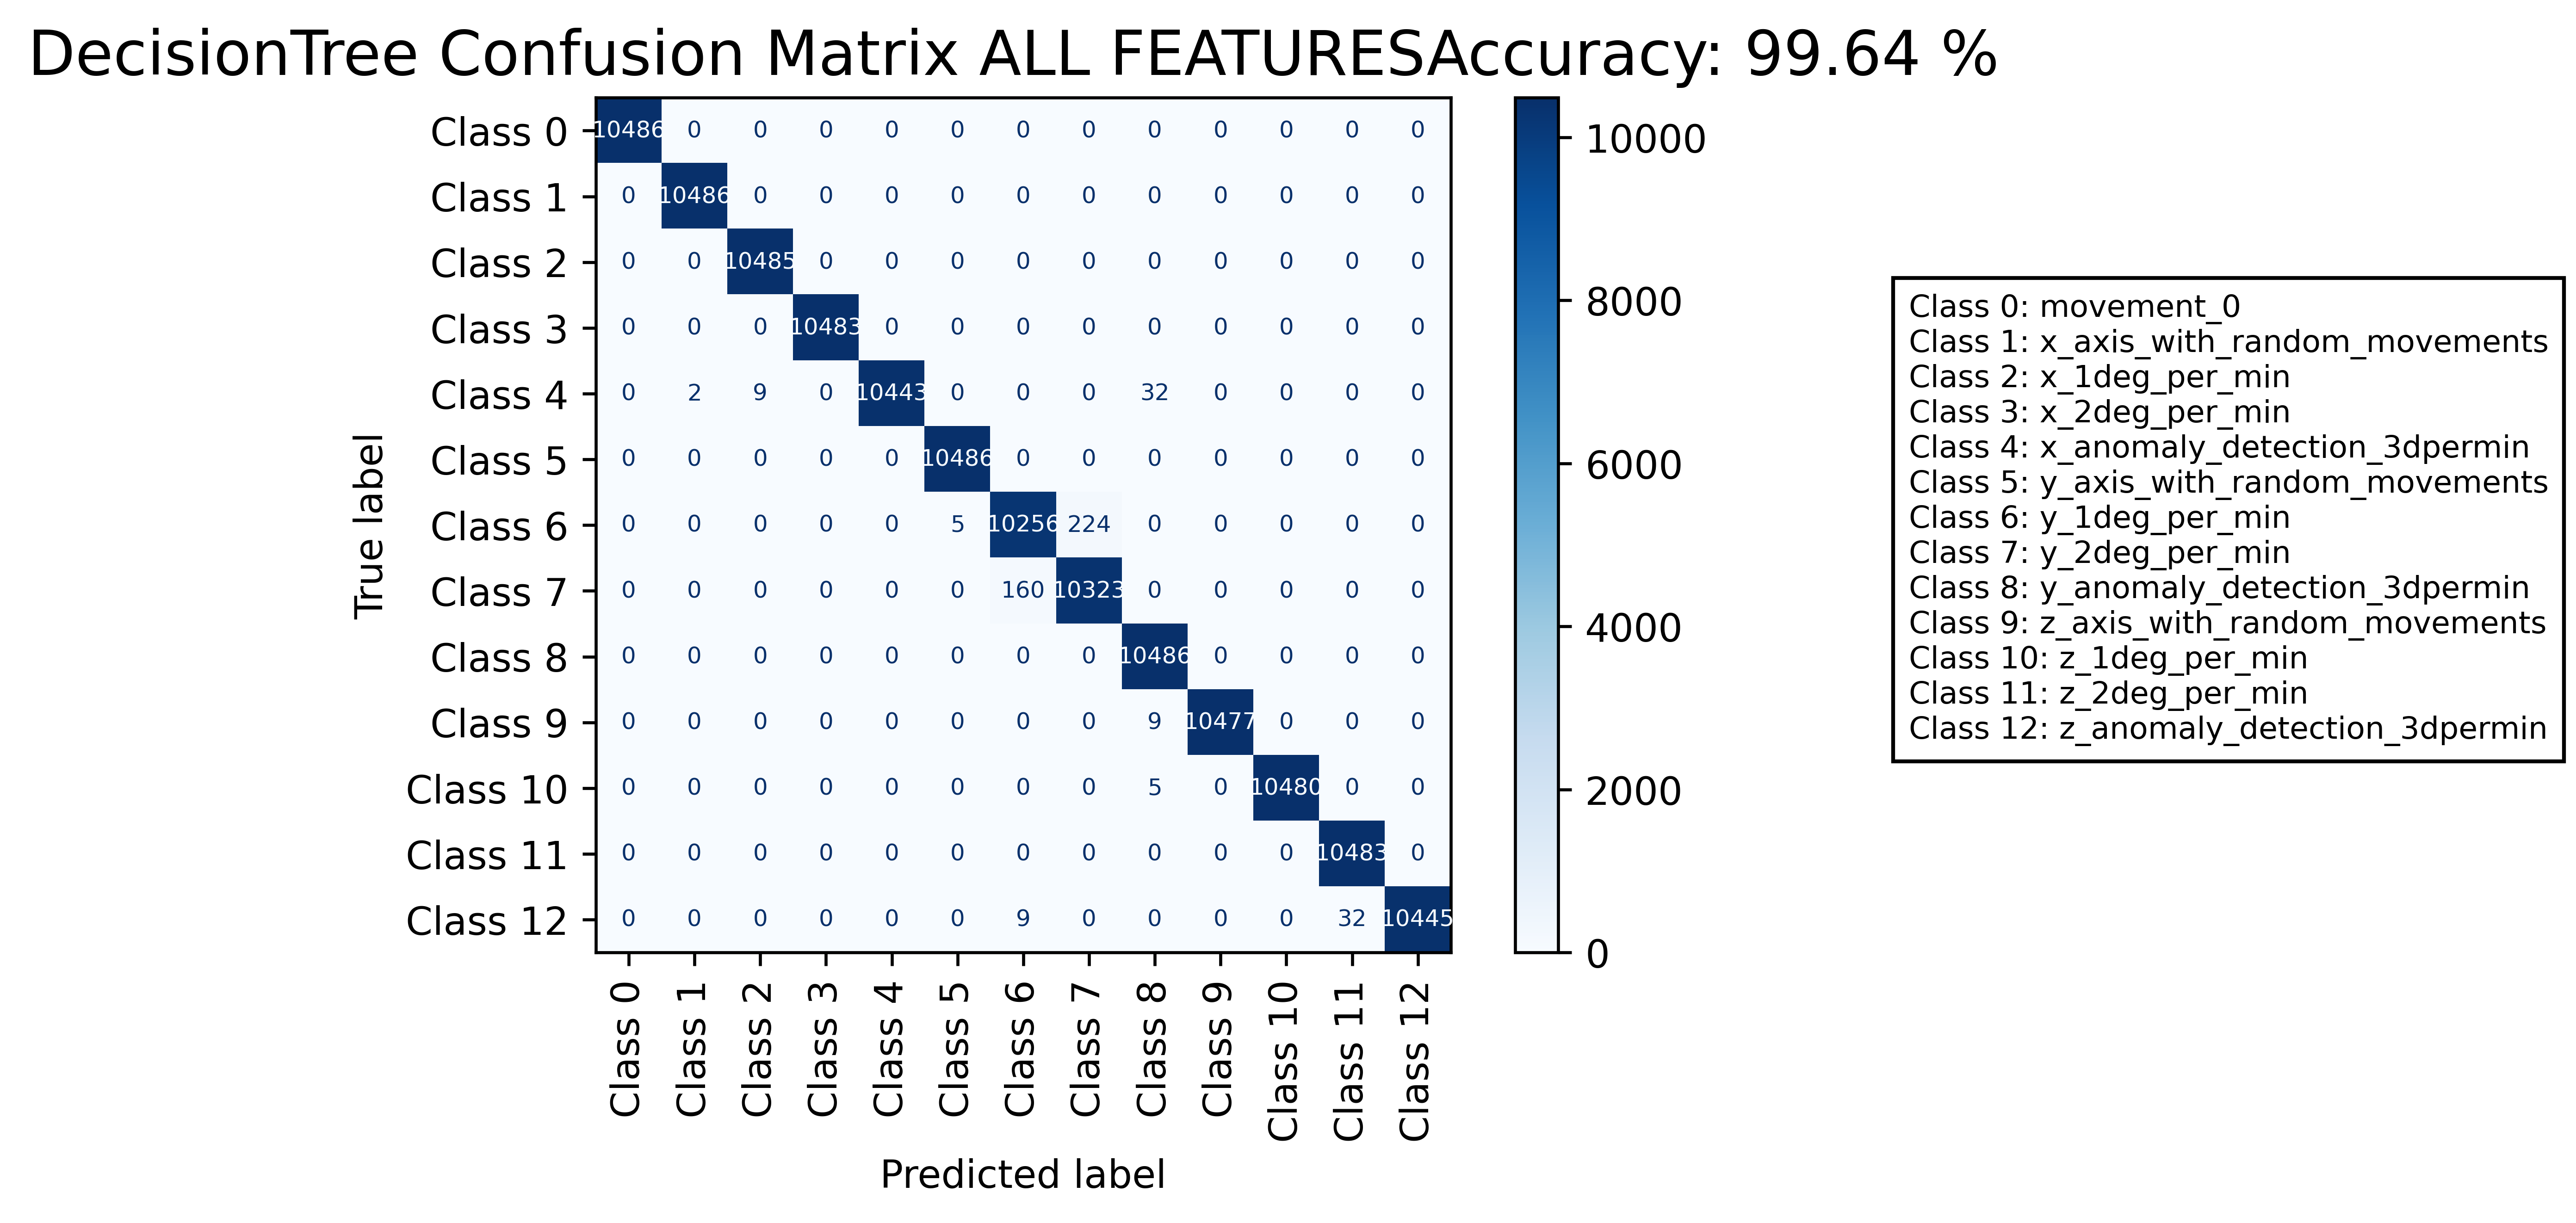 DecisionTree Confusion Matrix ALL FEATURESAccuracy: 99.64 %
True label
Class 0 10486 0 0 0 0 0 0 0 0 0 0 0 0
Class 1 0 10486 0 0 0 0 0 0 0 0 0 0 0
Class 2 0 0 10485 0 0 0 0 0 0 0 0 0 0
Class 3 0 0 0 10483 0 0 0 0 0 0 0 0 0
Class 4 0 2 9 0 10443 0 0 0 32 0 0 0 0
Class 5 0 0 0 0 0 10486 0 0 0 0 0 0 0
Class 6 0 0 0 0 0 5 10256 224 0 0 0 0 0
Class 7 0 0 0 0 0 0 160 10323 0 0 0 0 0
Class 8 0 0 0 0 0 0 0 0 10486 0 0 0 0
Class 9 0 0 0 0 0 0 0 0 9 10477 0 0 0
Class 10 0 0 0 0 0 0 0 0 5 0 10480 0 0
Class 11 0 0 0 0 0 0 0 0 0 0 0 10483 0
Class 12 0 0 0 0 0 0 9 0 0 0 0 32 10445
Class 0
Class 1
Class 2
Class 3
Class 4
Class 5
Class 6
Class 7
Class 8
Class 9
Class 10
Class 11
Class 12
Predicted label
10000
8000
6000
4000
2000
0
Class 0: movement_0
Class 1: x_axis_with_random_movements
Class 2: x_1deg_per_min
Class 3: x_2deg_per_min
Class 4: x_anomaly_detection_3dpermin
Class 5: y_axis_with_random_movements
Class 6: y_1deg_per_min
Class 7: y_2deg_per_min
Class 8: y_anomaly_detection_3dpermin
Class 9: z_axis_with_random_movements
Class 10: z_1deg_per_min
Class 11: z_2deg_per_min
Class 12: z_anomaly_detection_3dpermin